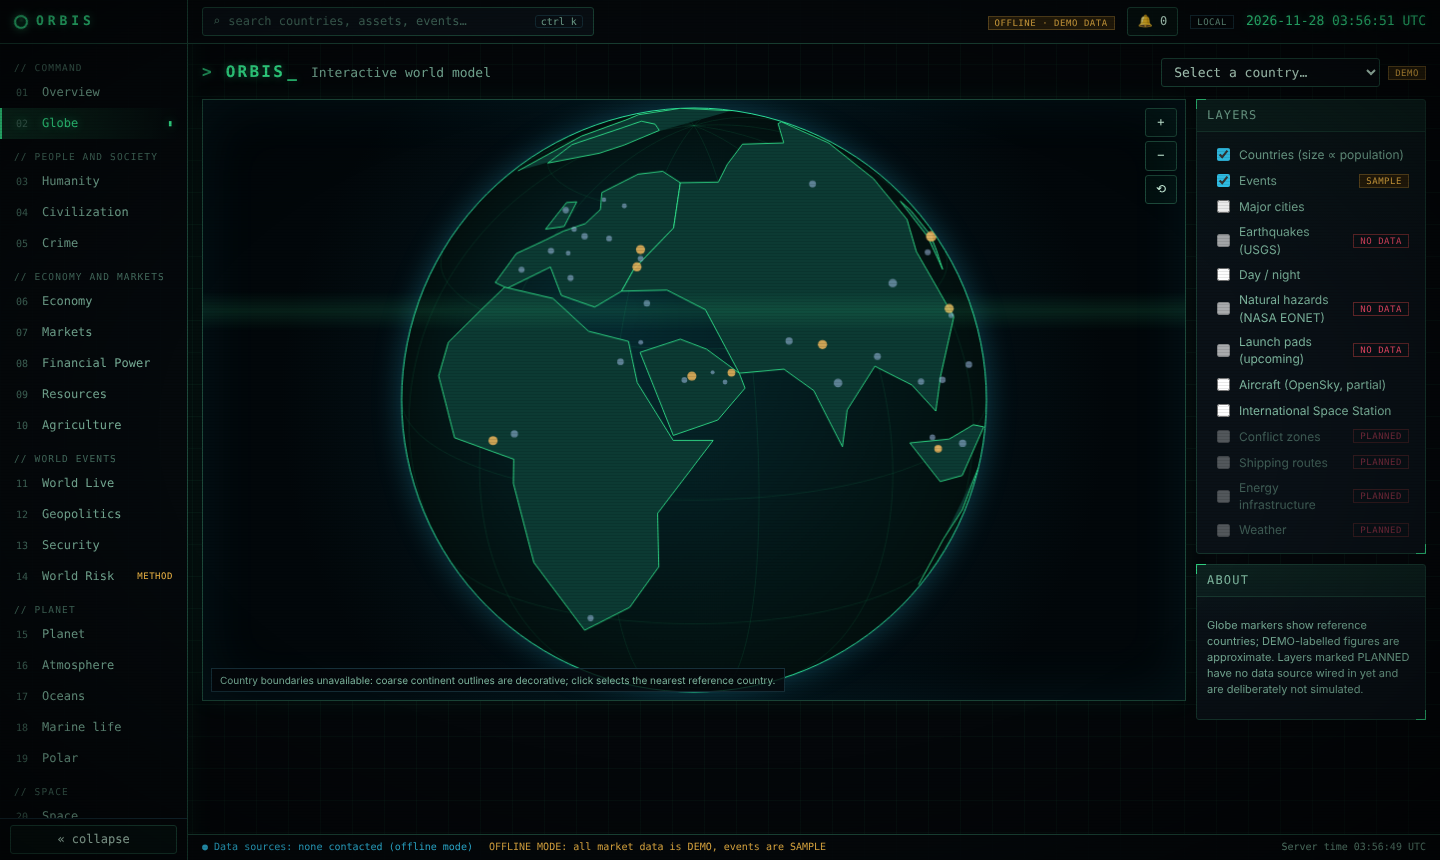 ORBIS
search countries, assets, events…
ctrl k
OFFLINE · DEMO DATA
🔔 0
LOCAL
2026-11-28 03:56:51 UTC
// COMMAND
01 Overview
02 Globe
// PEOPLE AND SOCIETY
03 Humanity
04 Civilization
05 Crime
// ECONOMY AND MARKETS
06 Economy
07 Markets
08 Financial Power
09 Resources
10 Agriculture
// WORLD EVENTS
11 World Live
12 Geopolitics
13 Security
14 World Risk METHOD
// PLANET
15 Planet
16 Atmosphere
17 Oceans
18 Marine life
19 Polar
// SPACE
20 Space
« collapse
> ORBIS_ Interactive world model
Select a country…
DEMO
+
−
⟲
Country boundaries unavailable: coarse continent outlines are decorative; click selects the nearest reference country.
LAYERS
Countries (size ∝ population)
Events SAMPLE
Major cities
Earthquakes
(USGS)
NO DATA
Day / night
Natural hazards
(NASA EONET)
NO DATA
Launch pads
(upcoming)
NO DATA
Aircraft (OpenSky, partial)
International Space Station
Conflict zones PLANNED
Shipping routes PLANNED
Energy
infrastructure
PLANNED
Weather PLANNED
ABOUT
Globe markers show reference
countries; DEMO-labelled figures are
approximate. Layers marked PLANNED
have no data source wired in yet and
are deliberately not simulated.
● Data sources: none contacted (offline mode)
OFFLINE MODE: all market data is DEMO, events are SAMPLE
Server time 03:56:49 UTC